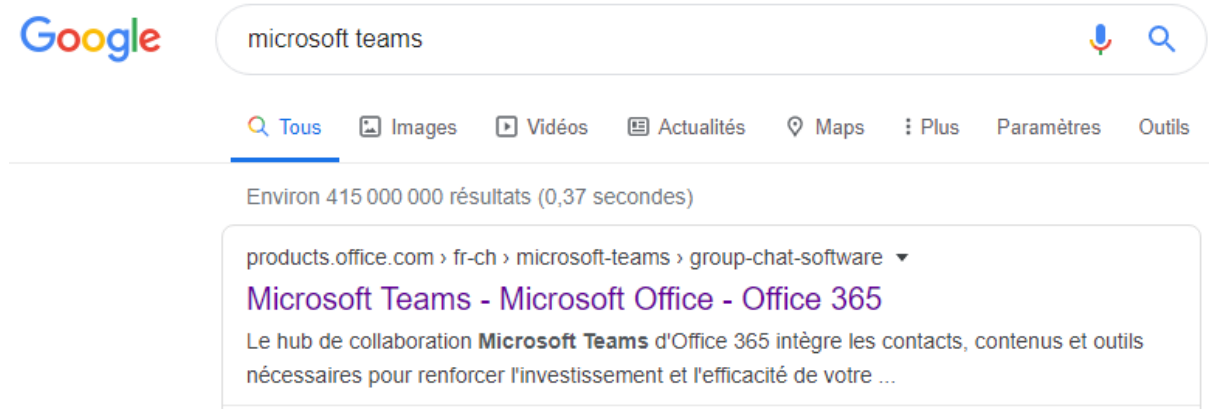 Google
microsoft teams
Tous Images Vidéos Actualités Maps Plus Paramètres Outils
Environ 415 000 000 résultats (0,37 secondes)
products.office.com › fr-ch › microsoft-teams › group-chat-software
Microsoft Teams - Microsoft Office - Office 365
Le hub de collaboration Microsoft Teams d'Office 365 intègre les contacts, contenus et outils
nécessaires pour renforcer l'investissement et l'efficacité de votre ...